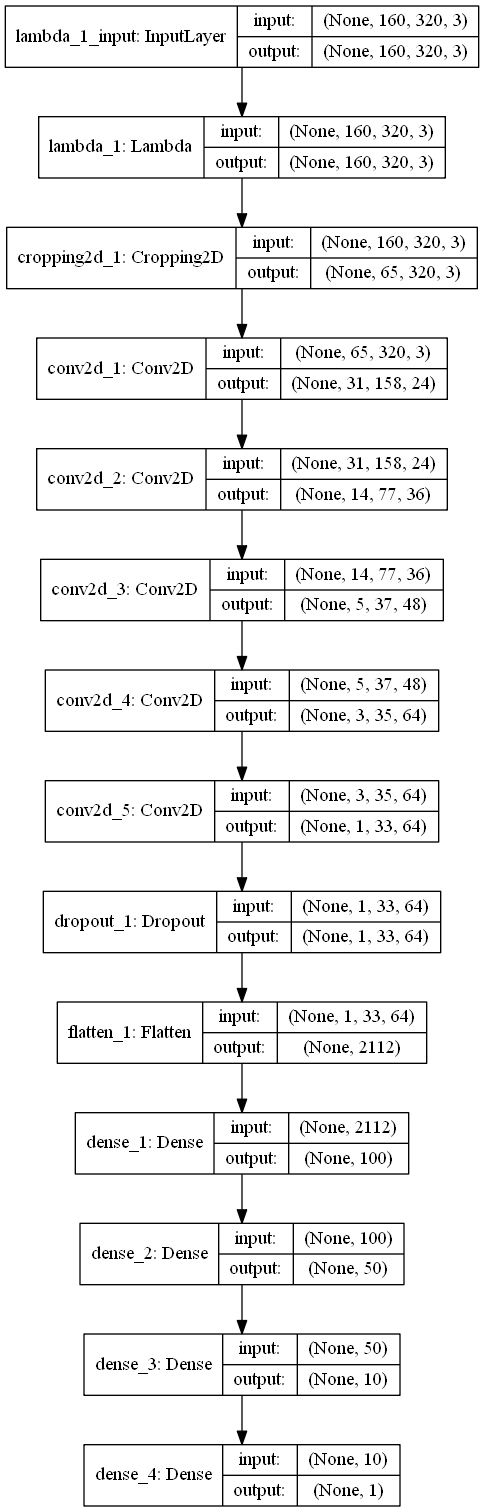 lambda_1_input: InputLayer
input: (None, 160, 320, 3)
output: (None, 160, 320, 3)
lambda_1: Lambda
input: (None, 160, 320, 3)
output: (None, 160, 320, 3)
cropping2d_1: Cropping2D
input: (None, 160, 320, 3)
output: (None, 65, 320, 3)
conv2d_1: Conv2D
input: (None, 65, 320, 3)
output: (None, 31, 158, 24)
conv2d_2: Conv2D
input: (None, 31, 158, 24)
output: (None, 14, 77, 36)
conv2d_3: Conv2D
input: (None, 14, 77, 36)
output: (None, 5, 37, 48)
conv2d_4: Conv2D
input: (None, 5, 37, 48)
output: (None, 3, 35, 64)
conv2d_5: Conv2D
input: (None, 3, 35, 64)
output: (None, 1, 33, 64)
dropout_1: Dropout
input: (None, 1, 33, 64)
output: (None, 1, 33, 64)
flatten_1: Flatten
input: (None, 1, 33, 64)
output: (None, 2112)
dense_1: Dense
input: (None, 2112)
output: (None, 100)
dense_2: Dense
input: (None, 100)
output: (None, 50)
dense_3: Dense
input: (None, 50)
output: (None, 10)
dense_4: Dense
input: (None, 10)
output: (None, 1)